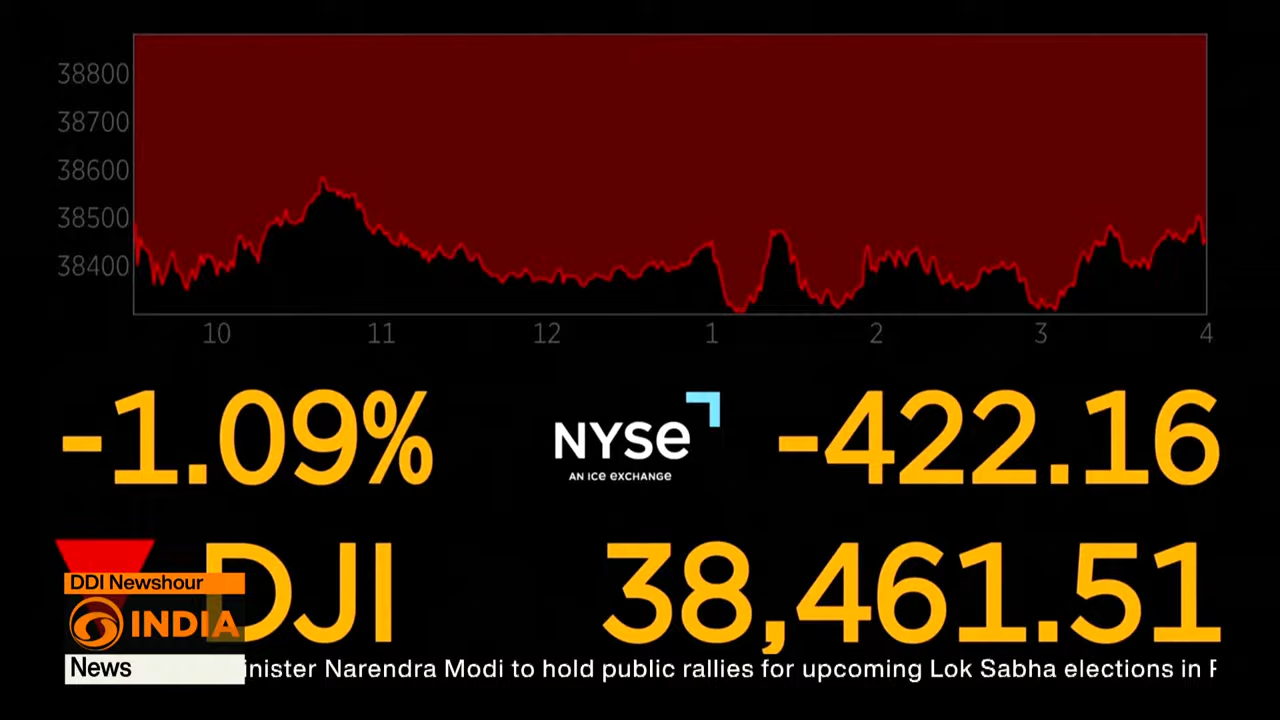 38800
38700
38600
38500
38400
10 11 12 1 2 3 4
-1.09% NYSE -422.16
AN ICE EXCHANGE
DJI 38,461.51
DDI Newshour
INDIA
News
inister Narendra Modi to hold public rallies for upcoming Lok Sabha elections in